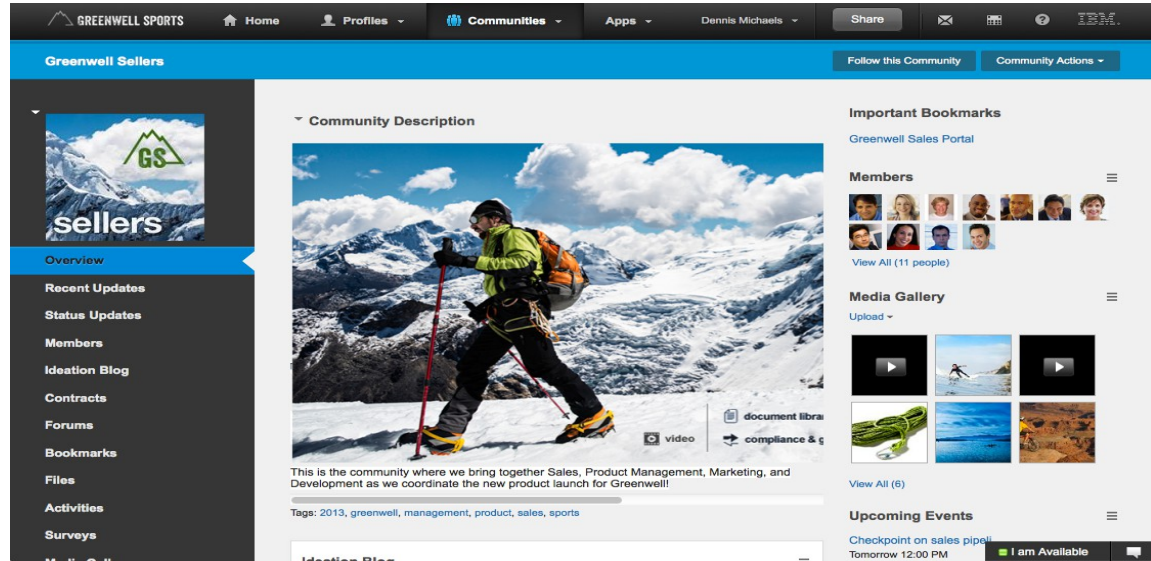 GREENWELL SPORTS
Home
Profiles
Communities
Apps
Dennis Michaels
Share
IBM.
Greenwell Sellers
Follow this Community
Community Actions
GS
sellers
Overview
Recent Updates
Status Updates
Members
Ideation Blog
Contracts
Forums
Bookmarks
Files
Activities
Surveys
Community Description
document librar
video
compliance & g
This is the community where we bring together Sales, Product Management, Marketing, and
Development as we coordinate the new product launch for Greenwell!
Tags: 2013, greenwell, management, product, sales, sports
Ideation Blog
Important Bookmarks
Greenwell Sales Portal
Members
View All (11 people)
Media Gallery
Upload
View All (6)
Upcoming Events
Checkpoint on sales pipeli
Tomorrow 12:00 PM
I am Available